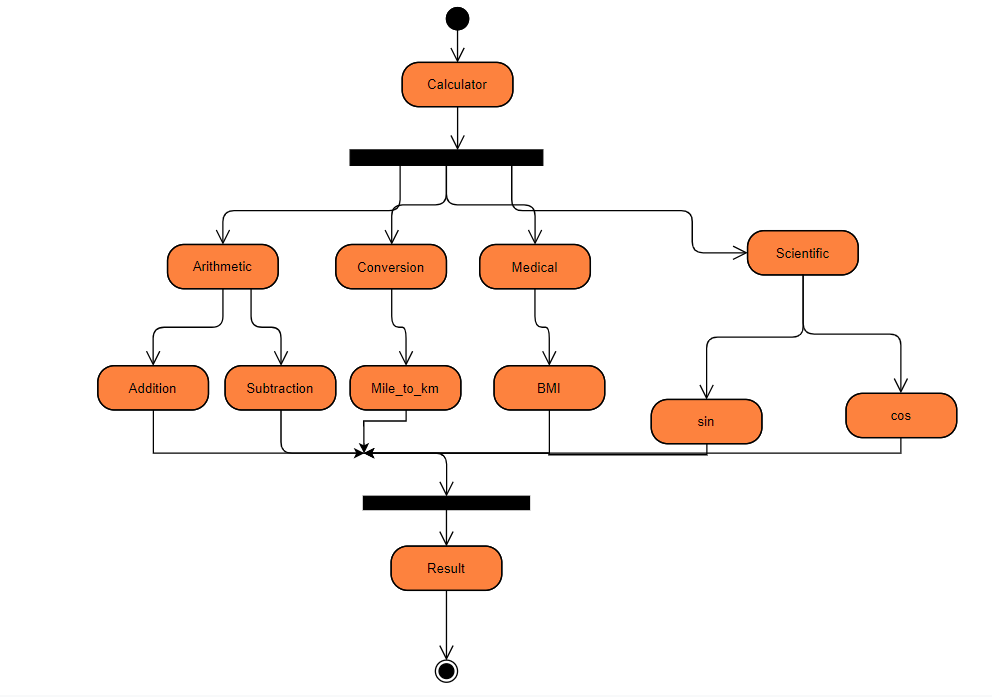 Calculator
Arithmetic
Conversion
Medical
Scientific
Addition
Subtraction
Mile_to_km
BMI
sin
cos
Result